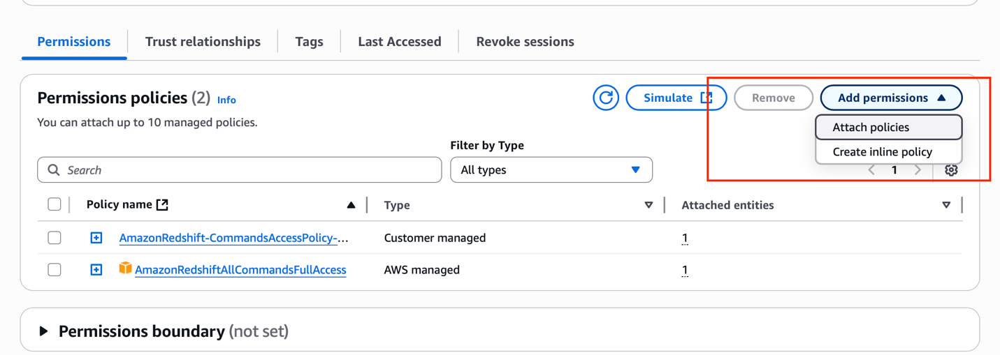 Permissions
Trust relationships
Tags
Last Accessed
Revoke sessions
Permissions policies (2) Info
Simulate
Remove
Add permissions
You can attach up to 10 managed policies.
Attach policies
Create inline policy
Filter by Type
Search
All types
1
Policy name
Type
Attached entities
AmazonRedshift-CommandsAccessPolicy-...
Customer managed
1
AmazonRedshiftAllCommandsFullAccess
AWS managed
1
Permissions boundary (not set)